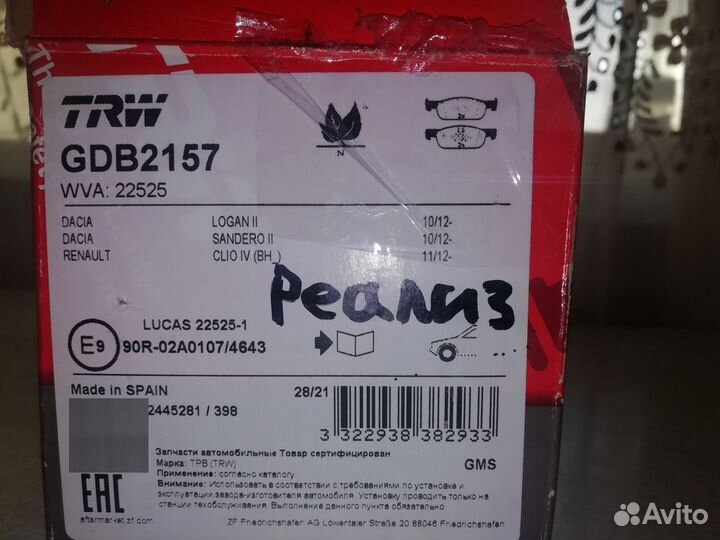 TRW
GDB2157
WVA: 22525
DACIA LOGAN II 10/12-
DACIA SANDERO II 10/12-
RENAULT CLIO IV (BH_) 11/12-
Реализ
LUCAS 22525-1
E9 90R-02A0107/4643
Made in SPAIN
28/21
2445281 / 398
3 322938 382933
Запчасти автомобильные Товар сертифицирован
Марка: ТРВ (TRW)
GMS
Применение: согласно каталогу
Внимание: Использовать в соответствии с требованиями по установке и
эксплуатации завода-изготовителя автомобиля. Установку проводить только на
станции техобслуживания. Выполнение данного пункта обязательно
EAC
aftermarket.zf.com
ZF Friedrichshafen AG Löwentaler Straße 20 88046 Friedrichshafen
Avito